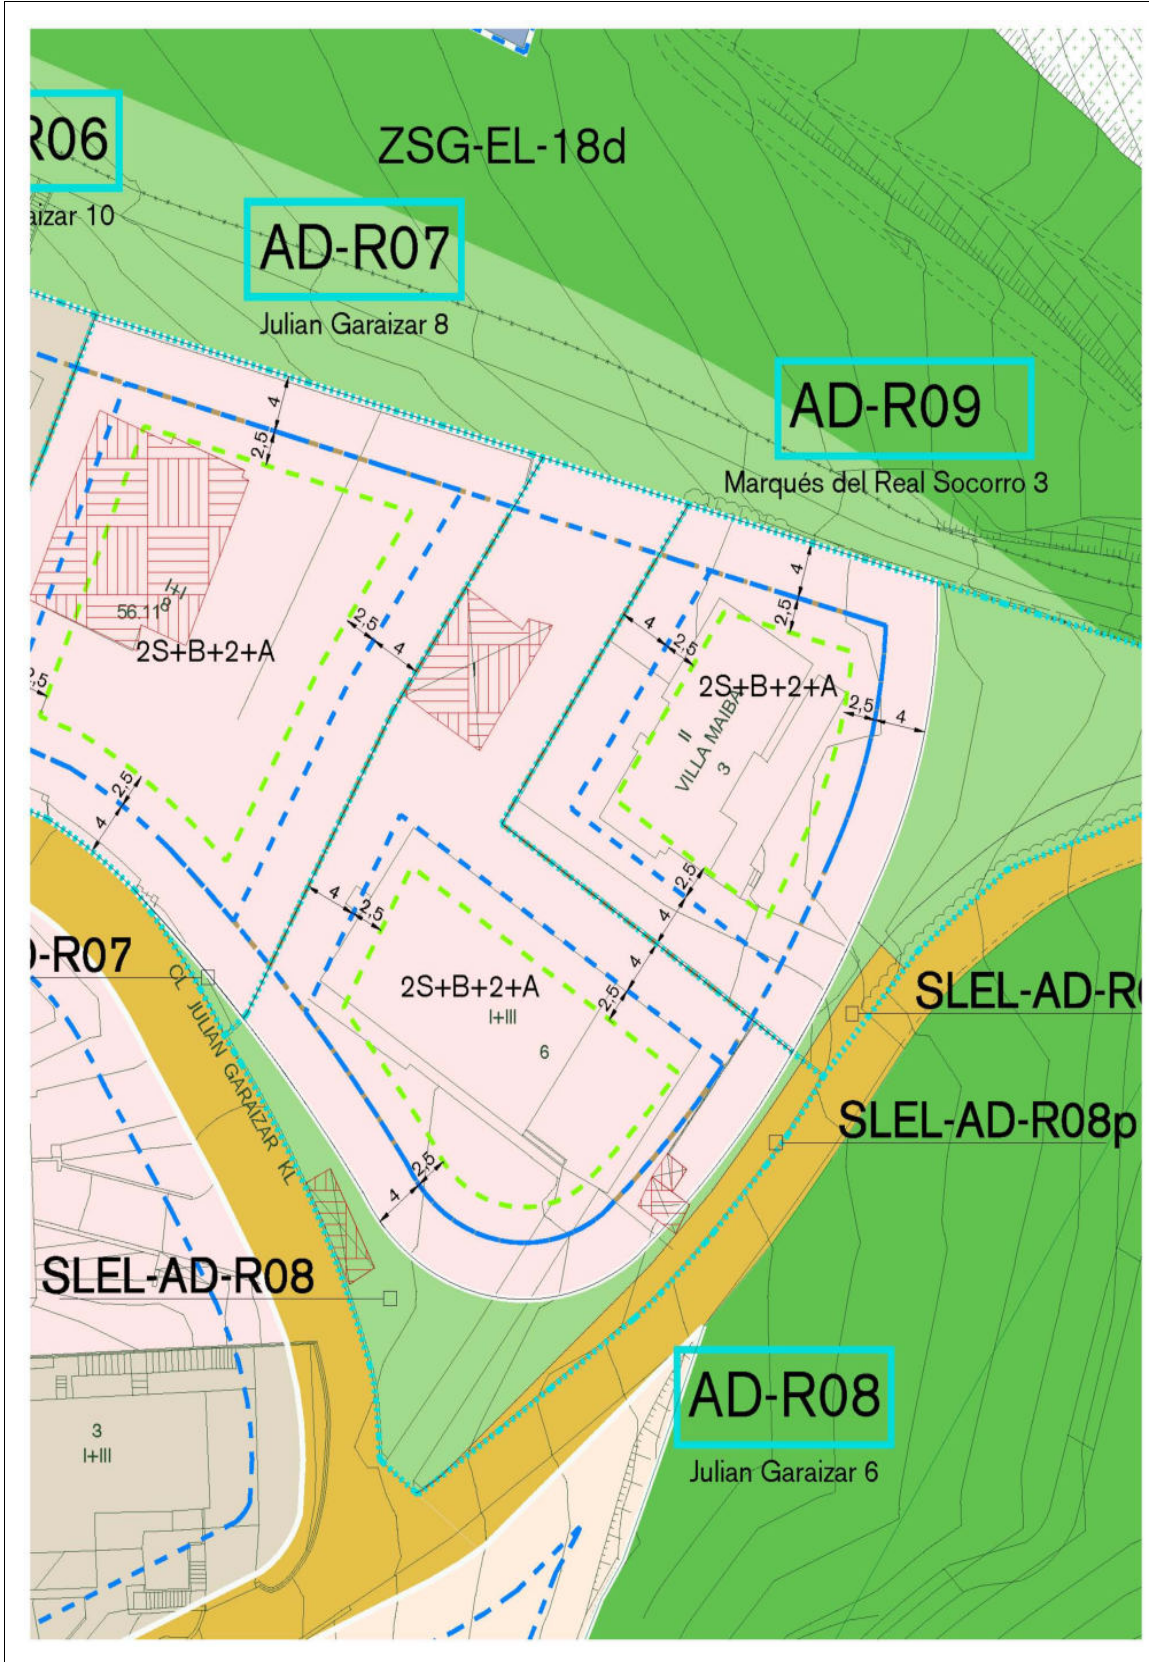 R06
aizar 10
ZSG-EL-18d
AD-R07
Julian Garaizar 8
AD-R09
Marqués del Real Socorro 3
4
2,5
4
2,5
I+I
56.11
8
2S+B+2+A
2,5
4
4
2,5
2S+B+2+A
2,5
4
II
VILLA MAIBA
3
2,5
2,5
4
2,5
4
4
2,5
4
2,5
2S+B+2+A
I+III
6
)-R07
CL JULIAN GARAIZAR KL
SLEL-AD-R0
SLEL-AD-R08p
2,5
4
SLEL-AD-R08
AD-R08
Julian Garaizar 6
3
I+III